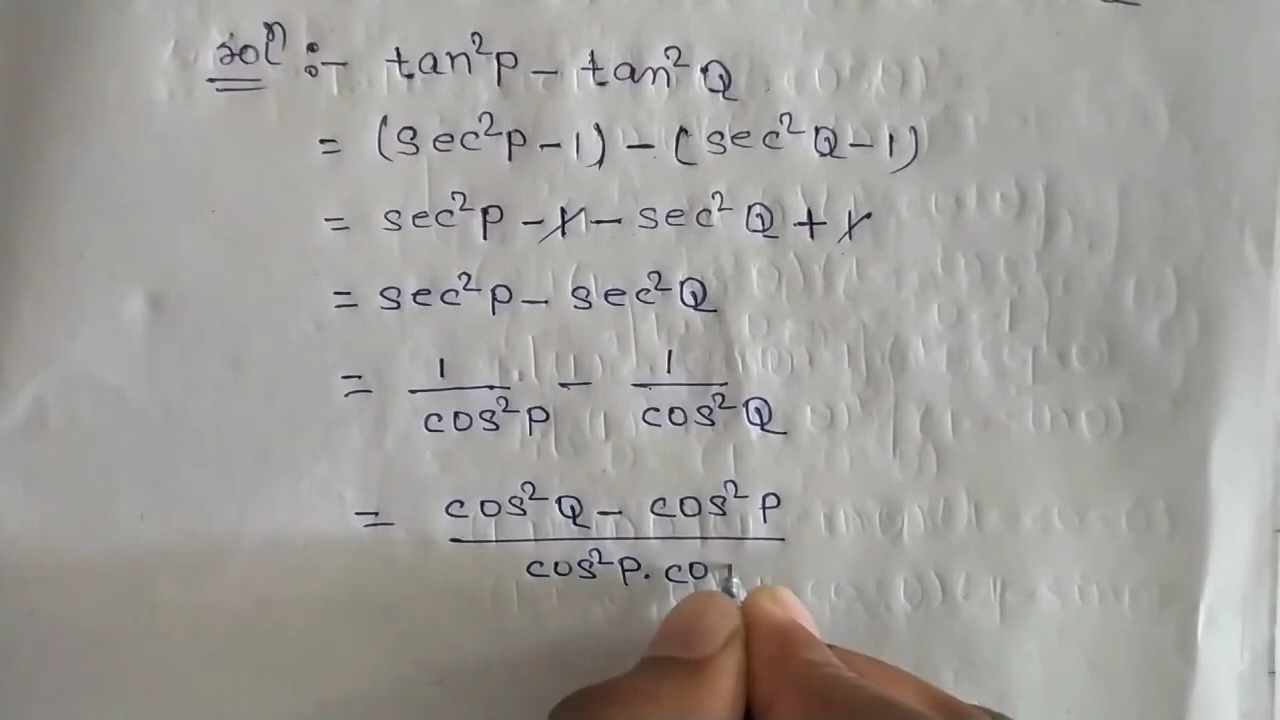 soln :- tan²P - tan²Q
= (sec²P - 1) - (sec²Q - 1)
= sec²P - 1 - sec²Q + 1
= sec²P - sec²Q
= 1/cos²P - 1/cos²Q
= cos²Q - cos²P
cos²P . co